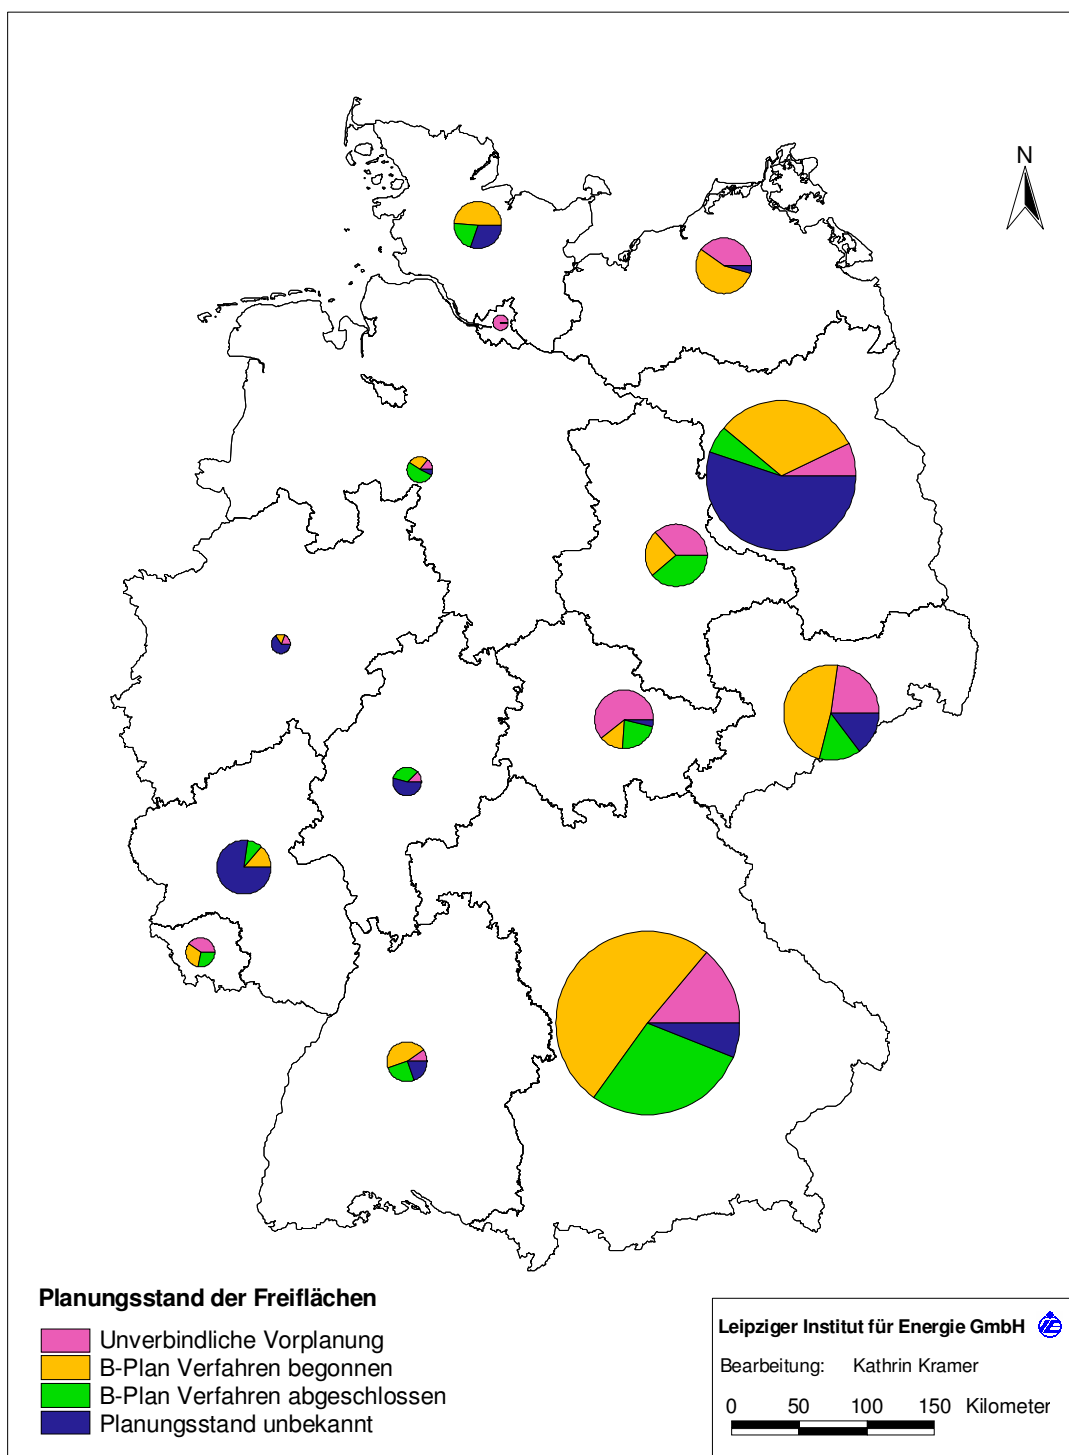 N
Planungsstand der Freiflächen
Unverbindliche Vorplanung
B-Plan Verfahren begonnen
B-Plan Verfahren abgeschlossen
Planungsstand unbekannt
Leipziger Institut für Energie GmbH
Bearbeitung: Kathrin Kramer
0 50 100 150 Kilometer